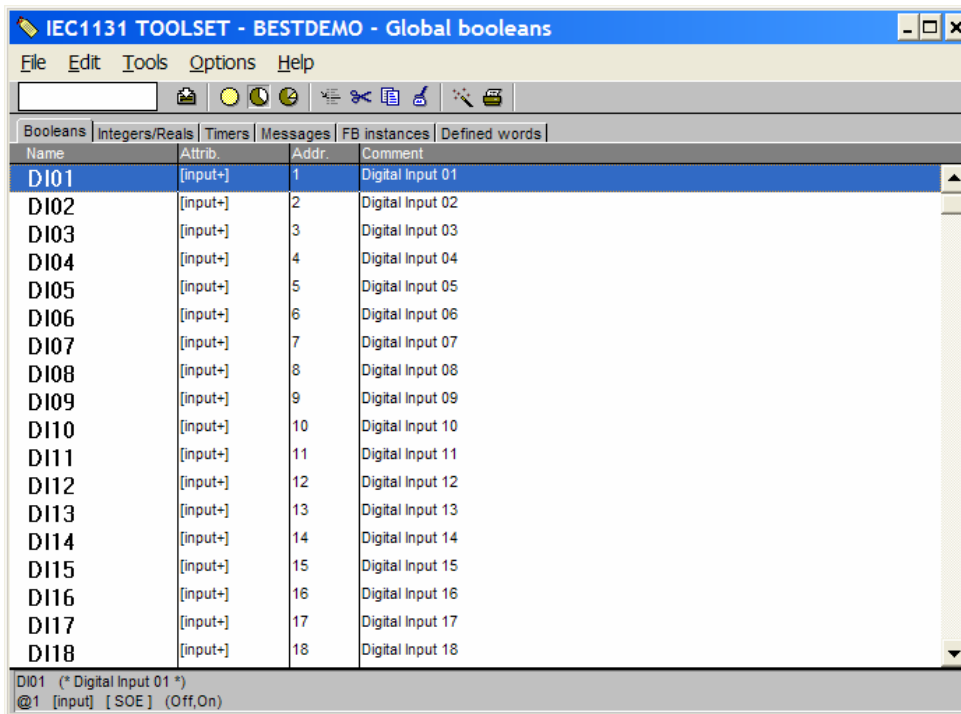 IEC1131 TOOLSET - BESTDEMO - Global booleans
File Edit Tools Options Help
Booleans Integers/Reals Timers Messages FB instances Defined words
Name Attrib. Addr. Comment
DI01 [input+] 1 Digital Input 01
DI02 [input+] 2 Digital Input 02
DI03 [input+] 3 Digital Input 03
DI04 [input+] 4 Digital Input 04
DI05 [input+] 5 Digital Input 05
DI06 [input+] 6 Digital Input 06
DI07 [input+] 7 Digital Input 07
DI08 [input+] 8 Digital Input 08
DI09 [input+] 9 Digital Input 09
DI10 [input+] 10 Digital Input 10
DI11 [input+] 11 Digital Input 11
DI12 [input+] 12 Digital Input 12
DI13 [input+] 13 Digital Input 13
DI14 [input+] 14 Digital Input 14
DI15 [input+] 15 Digital Input 15
DI16 [input+] 16 Digital Input 16
DI17 [input+] 17 Digital Input 17
DI18 [input+] 18 Digital Input 18
DI01 (* Digital Input 01 *)
@1 [input] [ SOE ] (Off,On)